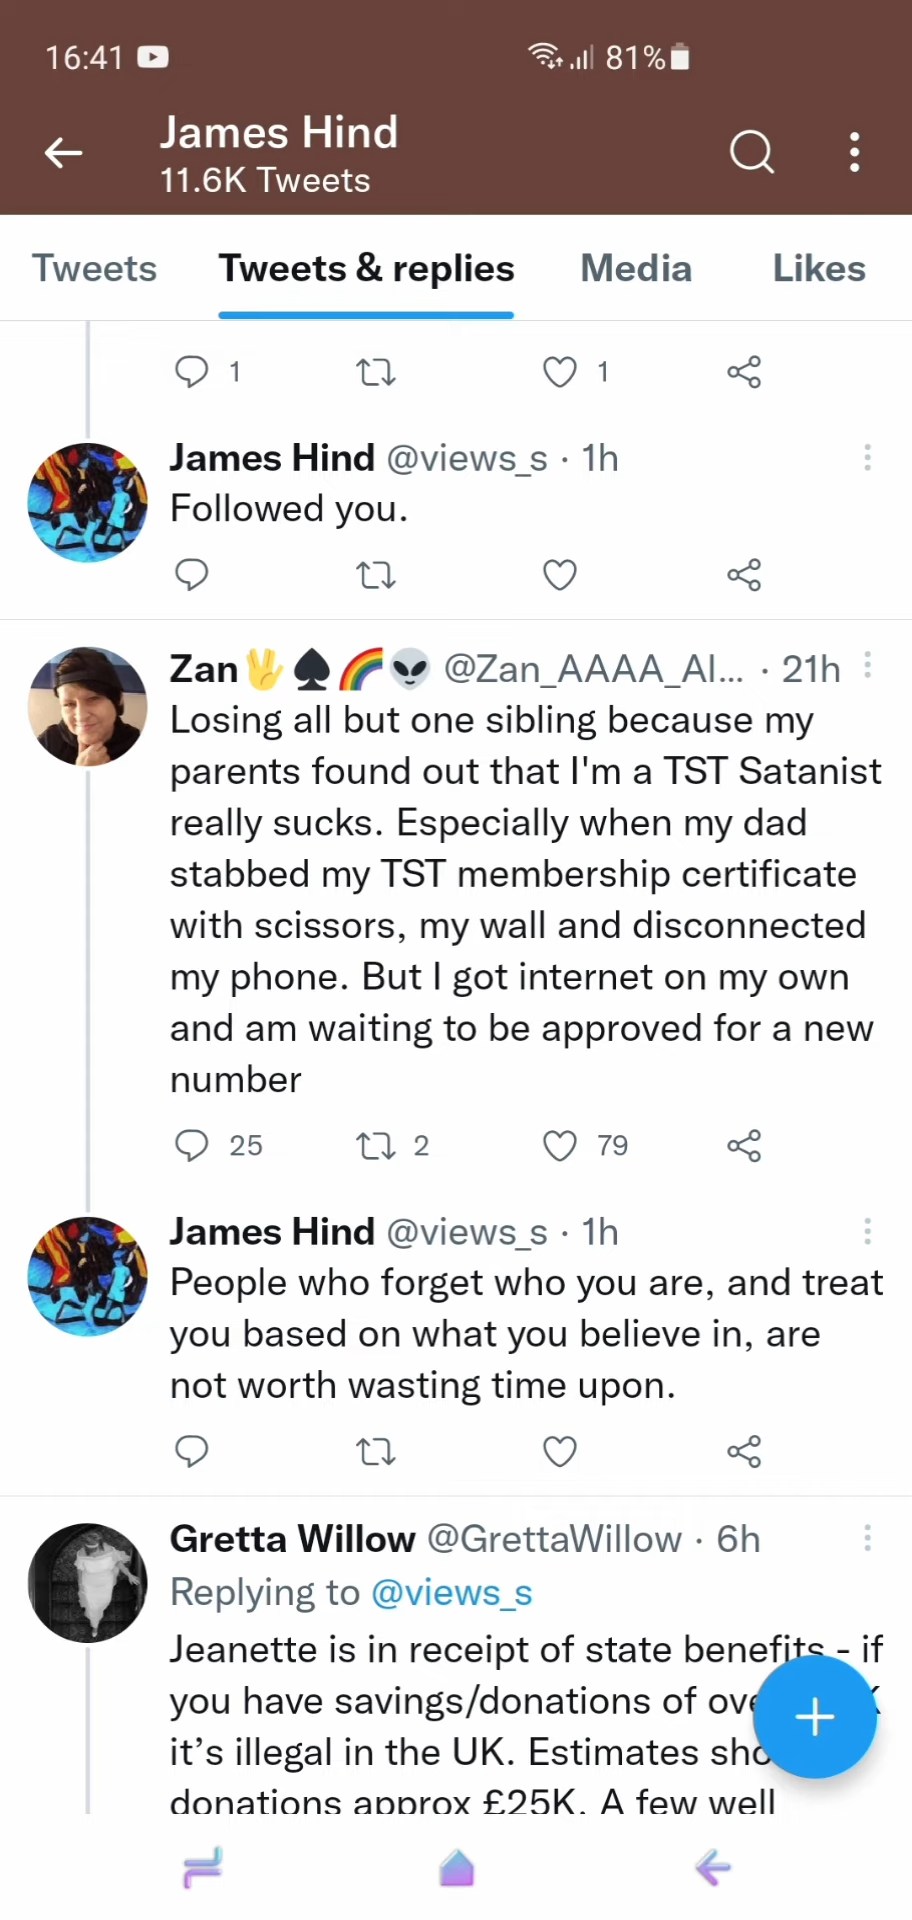 16:41
81%
James Hind
11.6K Tweets
Tweets Tweets & replies Media Likes
1 1
James Hind @views_s · 1h
Followed you.
Zan🖖♠️🌈👽 @Zan_AAAA_Al... · 21h
Losing all but one sibling because my
parents found out that I'm a TST Satanist
really sucks. Especially when my dad
stabbed my TST membership certificate
with scissors, my wall and disconnected
my phone. But I got internet on my own
and am waiting to be approved for a new
number
25 2 79
James Hind @views_s · 1h
People who forget who you are, and treat
you based on what you believe in, are
not worth wasting time upon.
Gretta Willow @GrettaWillow · 6h
Replying to @views_s
Jeanette is in receipt of state benefits - if
you have savings/donations of
it’s illegal in the UK. Estimates
donations approx £25K. A few well